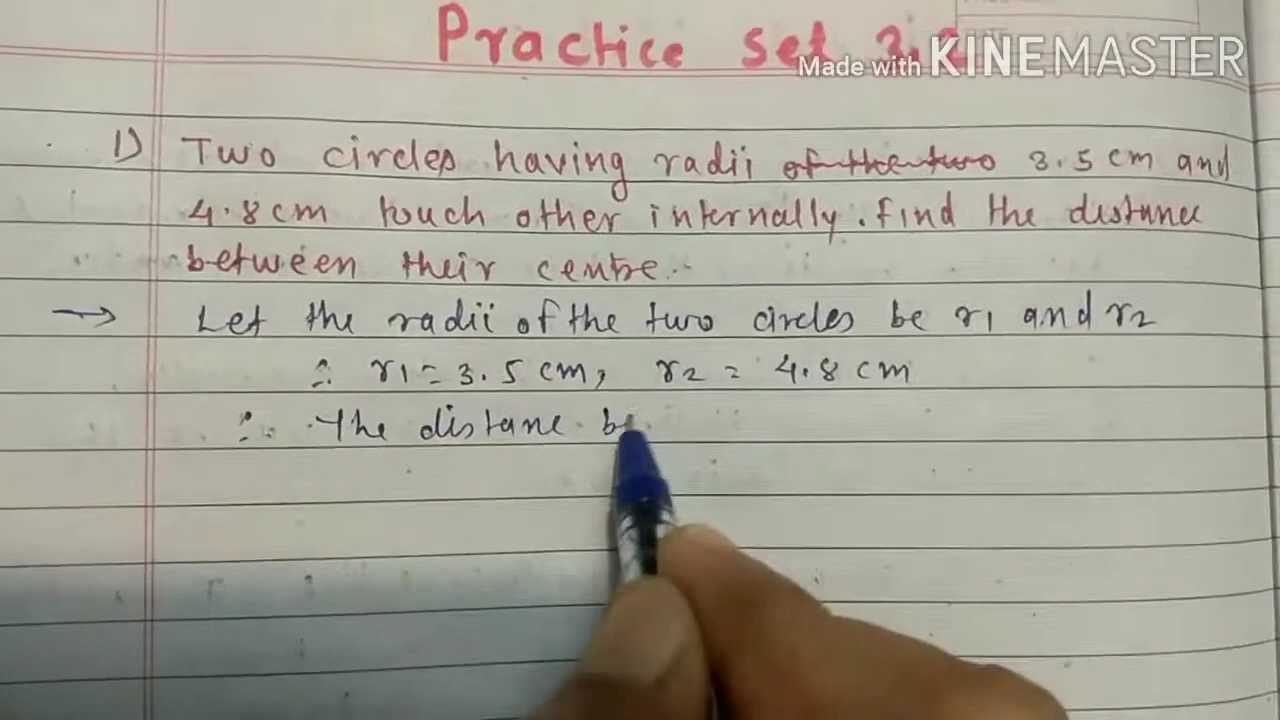 Practice set 3.2
Made with KINEMASTER
1) Two circles having radii of the two 3.5 cm and
4.8 cm touch other internally. Find the distance
between their centre.
→ Let the radii of the two circles be r1 and r2
∴ r1 = 3.5 cm, r2 = 4.8 cm
∴ The distane be